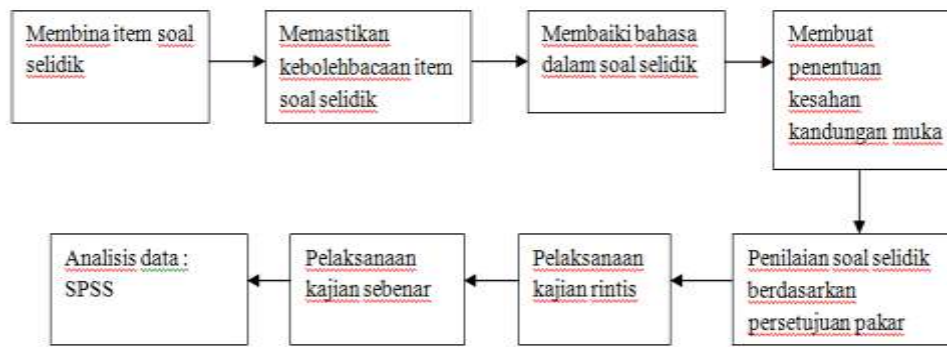 Membina item soal
selidik
Memastikan
kebolehbacaan item
soal selidik
Membaiki bahasa
dalam soal selidik
Membuat
penentuan
kesahan
kandungan muka
Penilaian soal selidik
berdasarkan
persetujuan pakar
Pelaksanaan
kajian rintis
Pelaksanaan
kajian sebenar
Analisis data :
SPSS